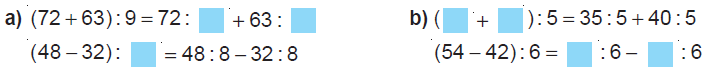 a) (72 + 63) : 9 = 72 : + 63 :
(48 – 32) : = 48 : 8 – 32 : 8
b) ( + ) : 5 = 35 : 5 + 40 : 5
(54 – 42) : 6 = : 6 – : 6